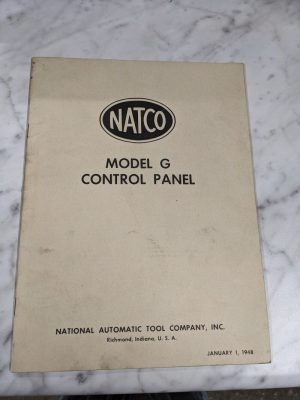 NATCO
MODEL G
CONTROL PANEL
NATIONAL AUTOMATIC TOOL COMPANY, INC.
Richmond, Indiana, U. S. A.
JANUARY 1, 1948